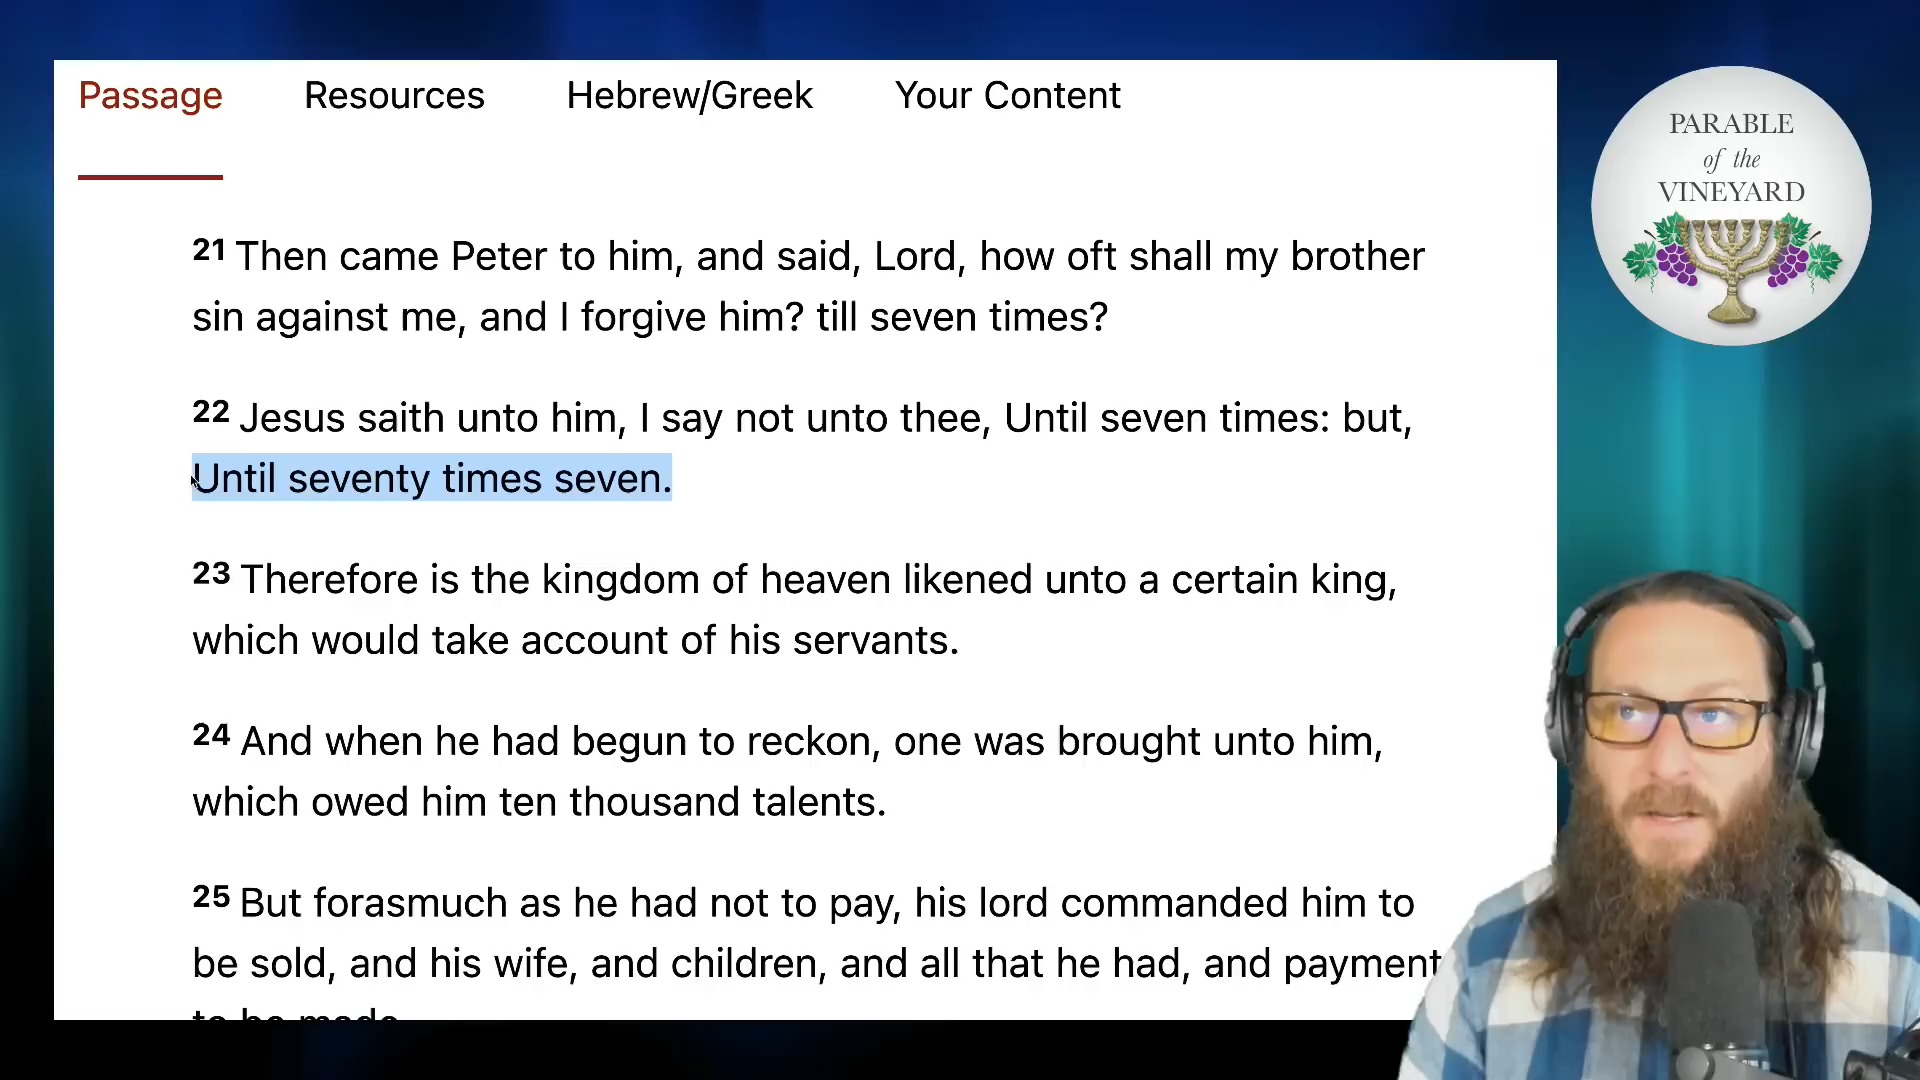 Passage Resources Hebrew/Greek Your Content
PARABLE
of the
VINEYARD
21 Then came Peter to him, and said, Lord, how oft shall my brother
sin against me, and I forgive him? till seven times?
22 Jesus saith unto him, I say not unto thee, Until seven times: but,
Until seventy times seven.
23 Therefore is the kingdom of heaven likened unto a certain king,
which would take account of his servants.
24 And when he had begun to reckon, one was brought unto him,
which owed him ten thousand talents.
25 But forasmuch as he had not to pay, his lord commanded him to
be sold, and his wife, and children, and all that he had, and payment
to be made.